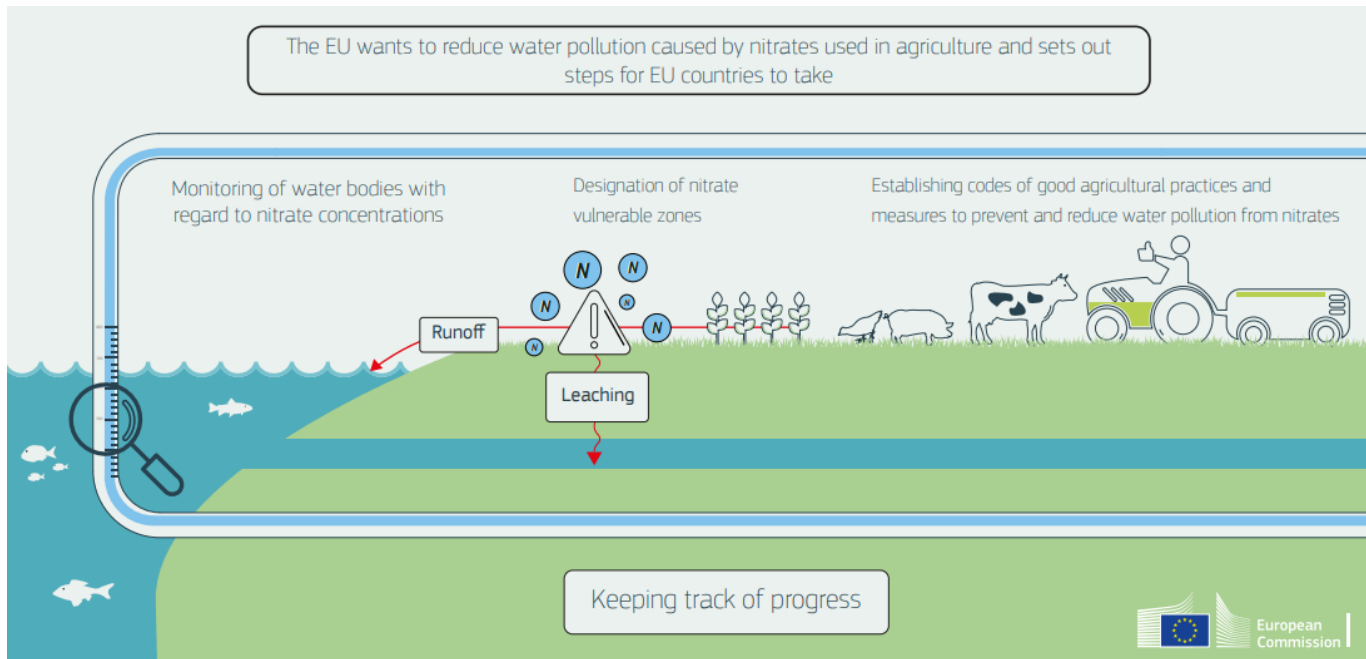 The EU wants to reduce water pollution caused by nitrates used in agriculture and sets out
steps for EU countries to take
Monitoring of water bodies with
regard to nitrate concentrations
Designation of nitrate
vulnerable zones
Establishing codes of good agricultural practices and
measures to prevent and reduce water pollution from nitrates
N
N
N
N
N
N
Runoff
Leaching
Keeping track of progress
European
Commission